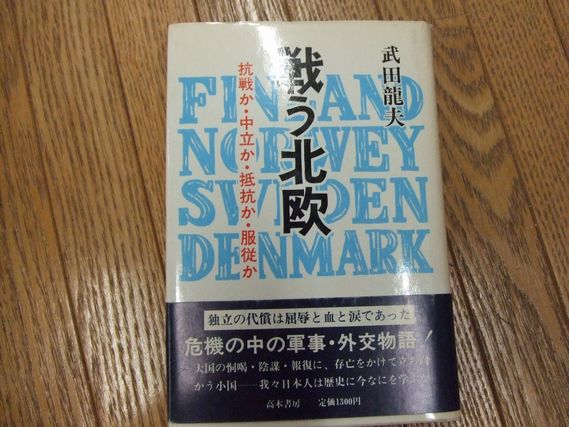 武田龍夫
戦う北欧
抗戦か・中立か・抵抗か・服従か
FINLAND
NORWEY
SWEDEN
DENMARK
独立の代償は屈辱と血と涙であった
危機の中の軍事・外交物語!
大国の恫喝・陰謀・報復に、存亡をかけて立ち向
かう小国――我々日本人は歴史に今なにを学ぶ
高木書房 定価1300円